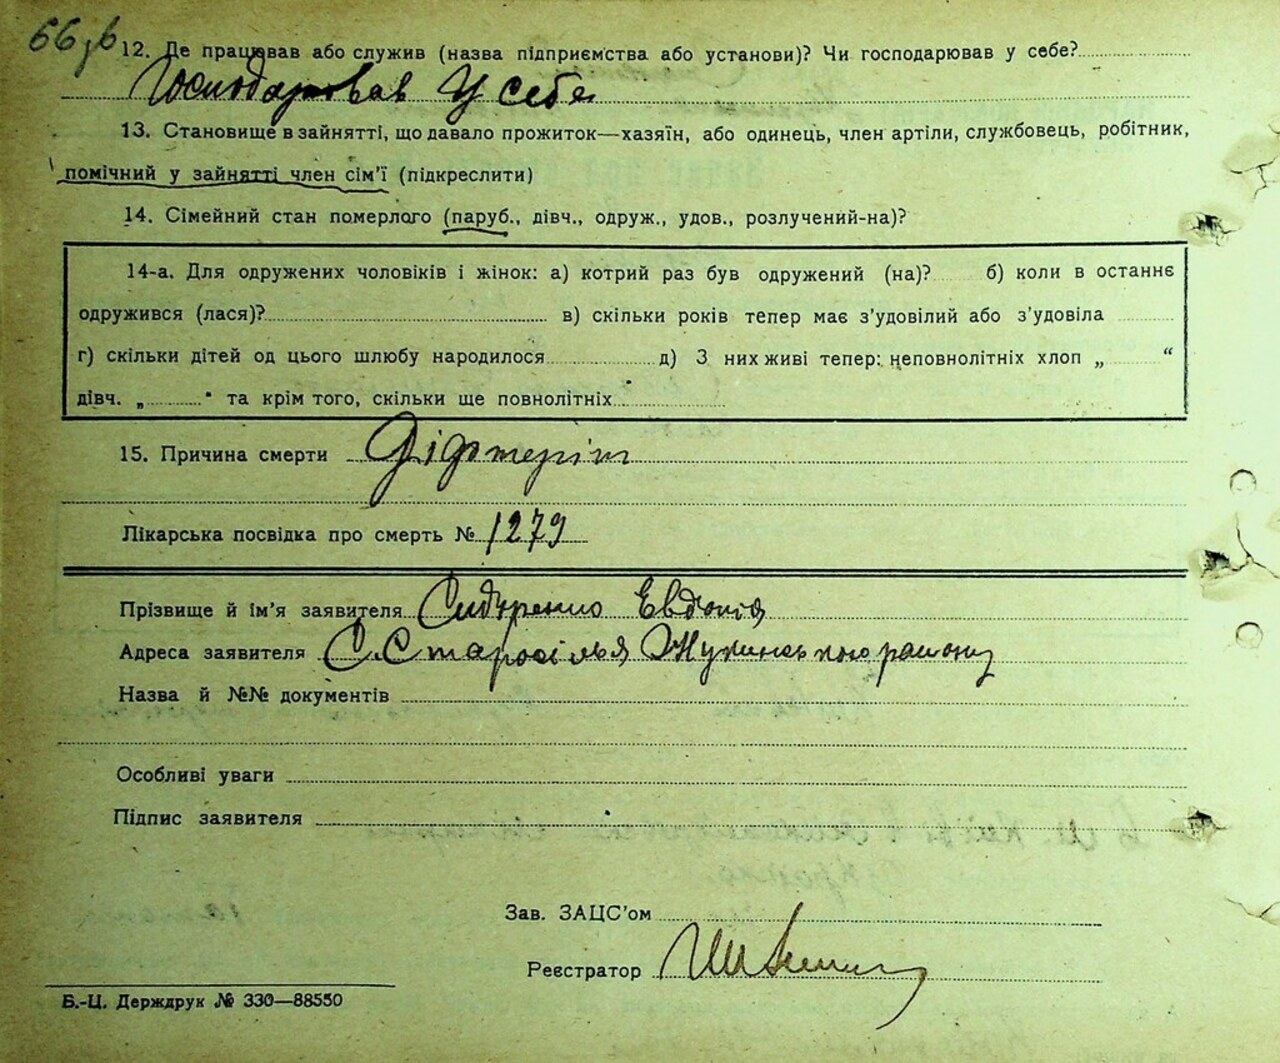 66зв
12. Де працював або служив (назва підприємства або установи)? Чи господарював у себе?
Господарював У себе
13. Становище в зайнятті, що давало прожиток—хазяїн, або одинець, член артіли, службовець, робітник,
помічний у зайнятті член сім’ї (підкреслити)
14. Сімейний стан померлого (паруб., дівч., одруж., удов., розлучений-на)?
14-а. Для одружених чоловіків і жінок: а) котрий раз був одружений (на)? б) коли в останнє
одружився (лася)? в) скільки років тепер має з’удовілий або з’удовіла
г) скільки дітей од цього шлюбу народилося д) З них живі тепер: неповнолітніх хлоп „ “
дівч. „ “ та крім того, скільки ще повнолітніх
15. Причина смерти Діфтеріт
Лікарська посвідка про смерть № 1279
Прізвище й ім’я заявителя Сидоренко Евдокія
Адреса заявителя С. Старосілья Жукинського району
Назва й №№ документів
Особливі уваги
Підпис заявителя
Зав. ЗАЦС’ом
Реєстратор
Б.-Ц. Держдрук № 330—88550